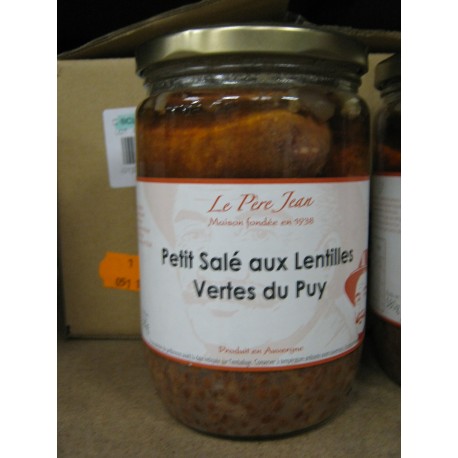 Le Père Jean
Maison fondée en 1938
Petit Salé aux Lentilles
Vertes du Puy
Produit en Auvergne